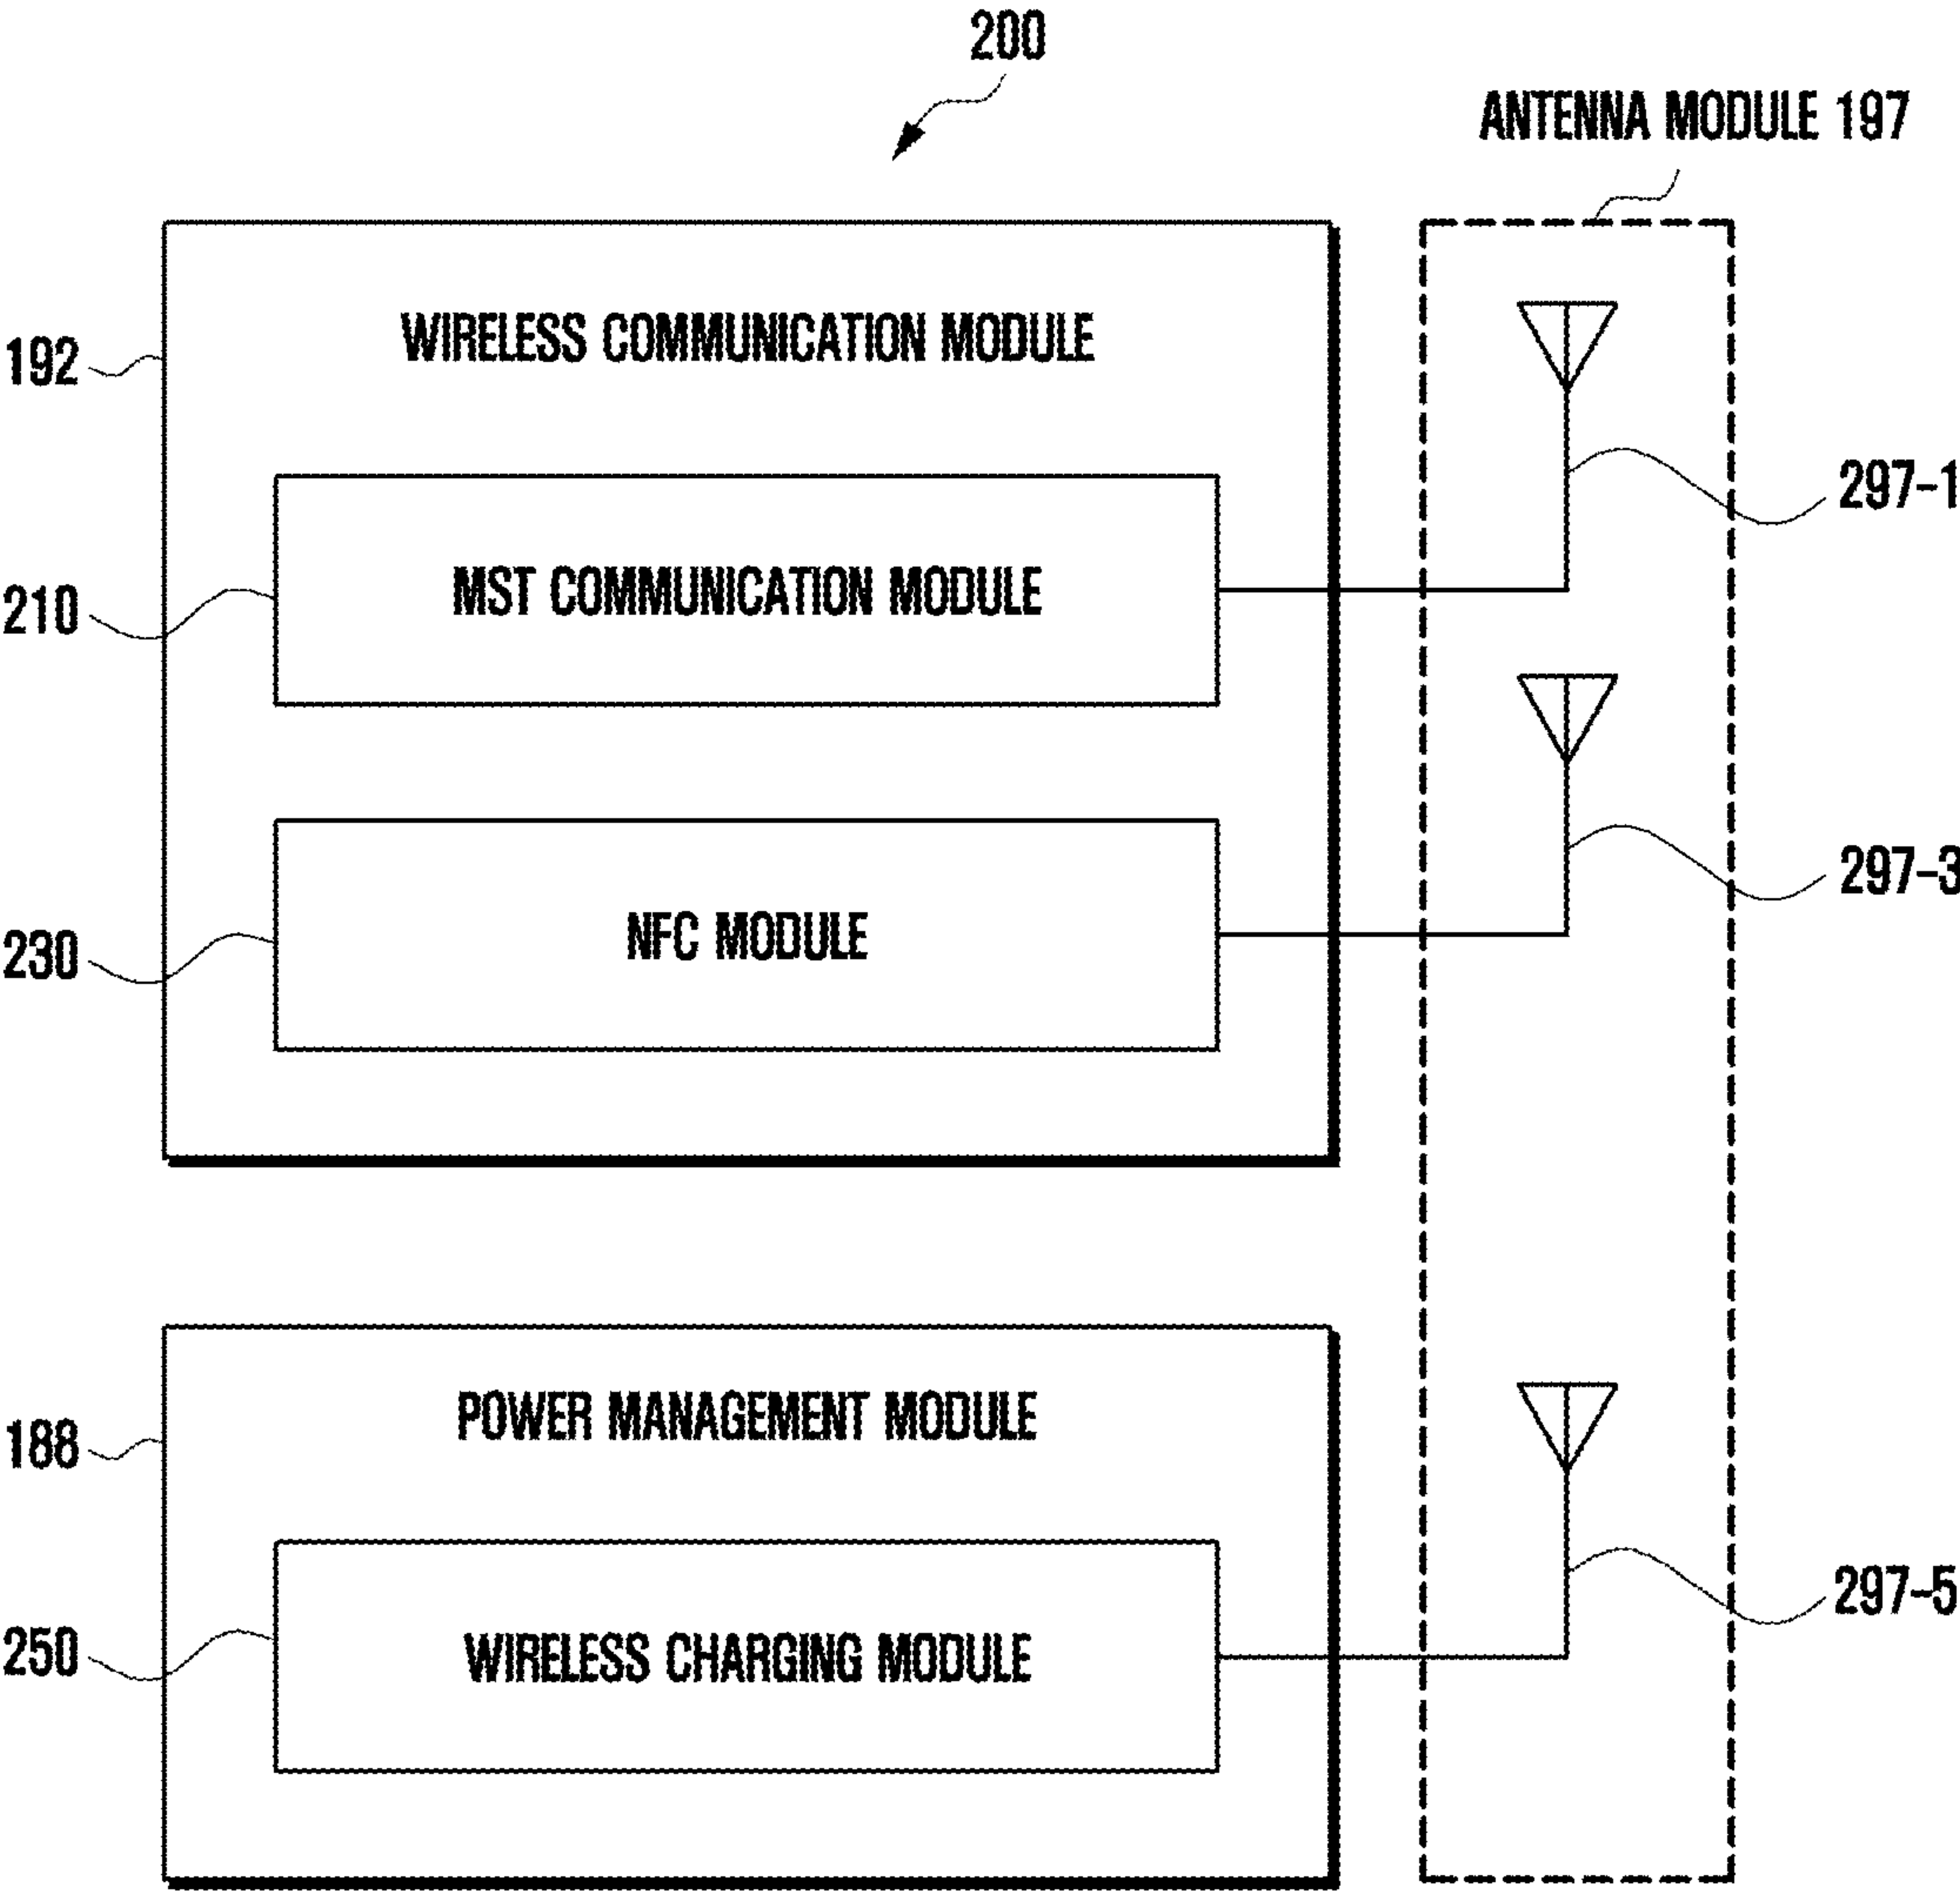 200
ANTENNA MODULE 197
192
WIRELESS COMMUNICATION MODULE
297-1
210
MST COMMUNICATION MODULE
297-3
230
NFC MODULE
188
POWER MANAGEMENT MODULE
297-5
250
WIRELESS CHARGING MODULE